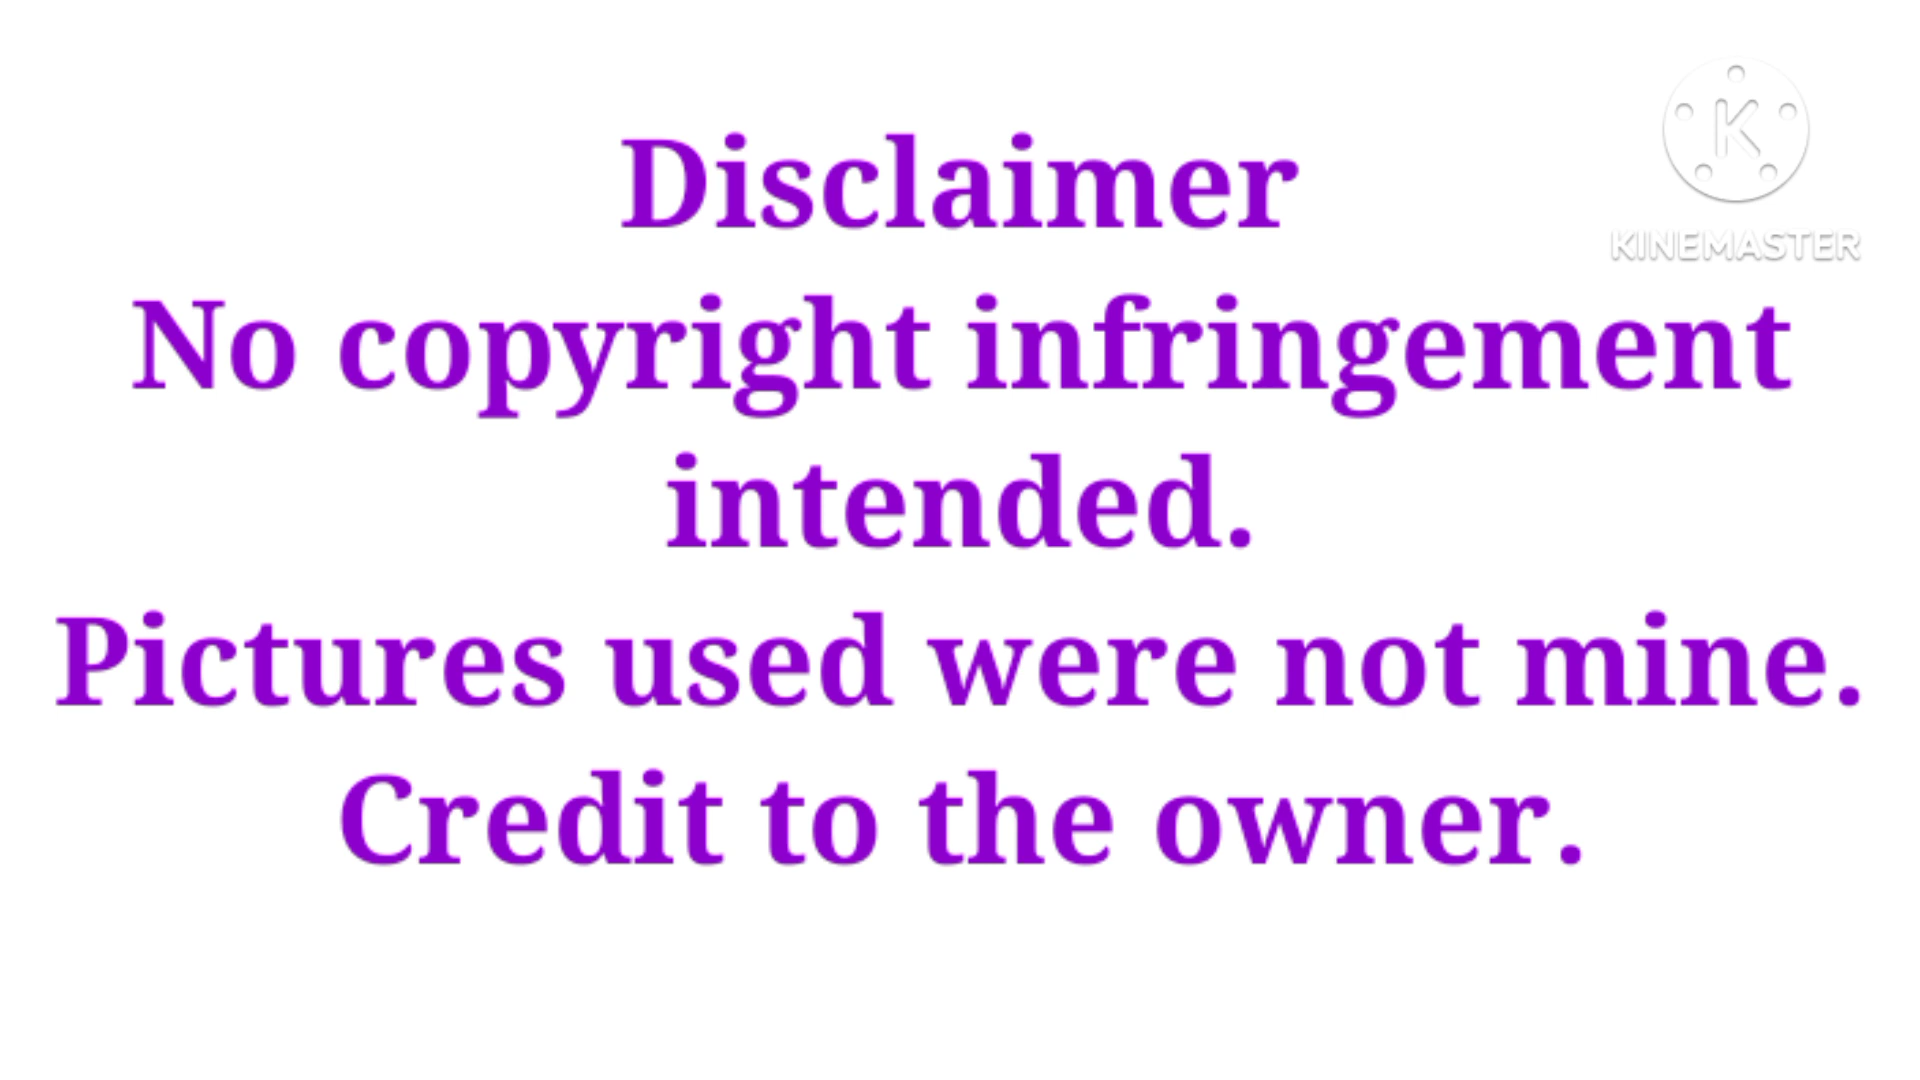 Disclaimer
K
KINEMASTER
No copyright infringement
intended.
Pictures used were not mine.
Credit to the owner.